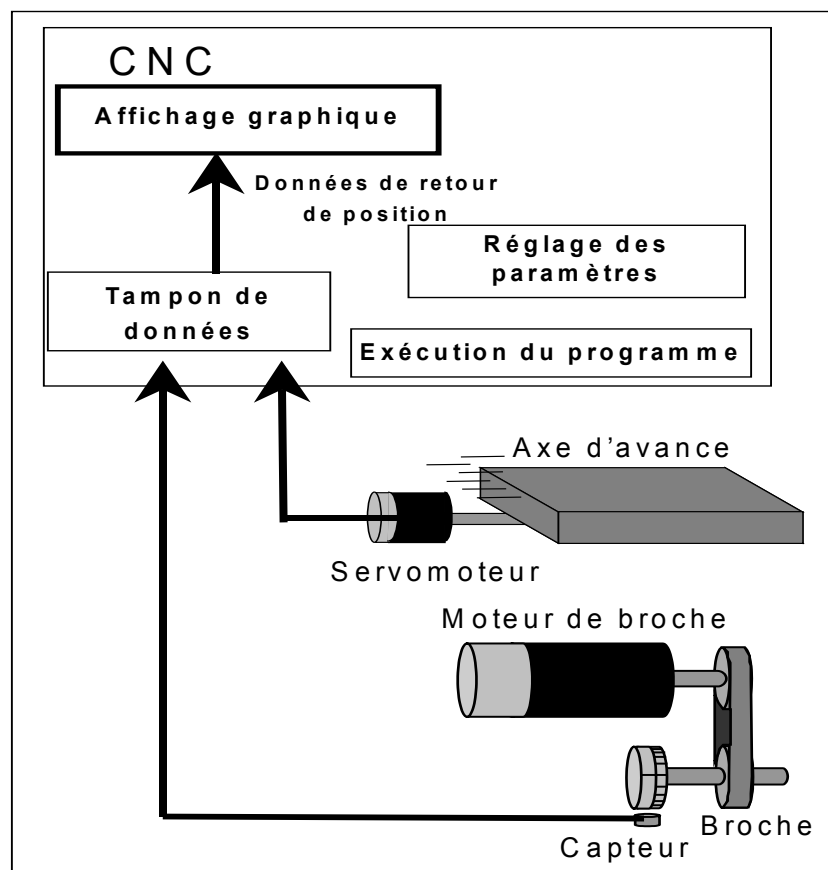 CNC
Affichage graphique
Données de retour
de position
Réglage des
paramètres
Tampon de
données
Exécution du programme
Axe d’avance
Servomoteur
Moteur de broche
Broche
Capteur